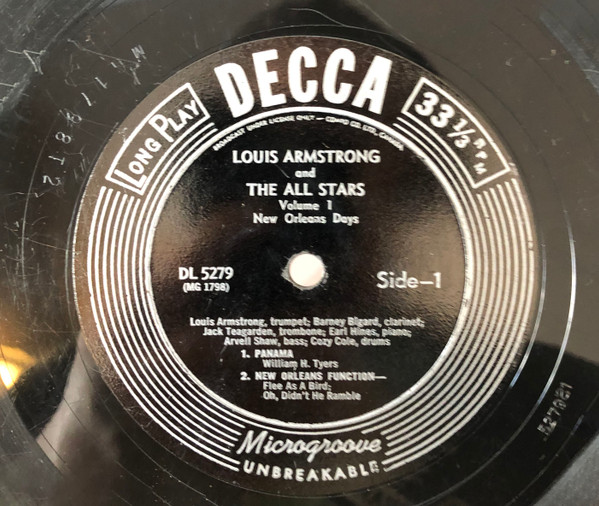 DECCA
LONG PLAY
33 1/3 RPM
BROADCAST UNDER LICENSE ONLY — COMPO CO. LTD., CANADA
LOUIS ARMSTRONG
and
THE ALL STARS
Volume 1
New Orleans Days
DL 5279
(MG 1798)
Side-1
Louis Armstrong, trumpet; Barney Bigard, clarinet;
Jack Teagarden, trombone; Earl Hines, piano;
Arvell Shaw, bass; Cozy Cole, drums
1. PANAMA
William H. Tyers
2. NEW ORLEANS FUNCTION—
Flee As A Bird;
Oh, Didn't He Ramble
Microgroove
UNBREAKABLE